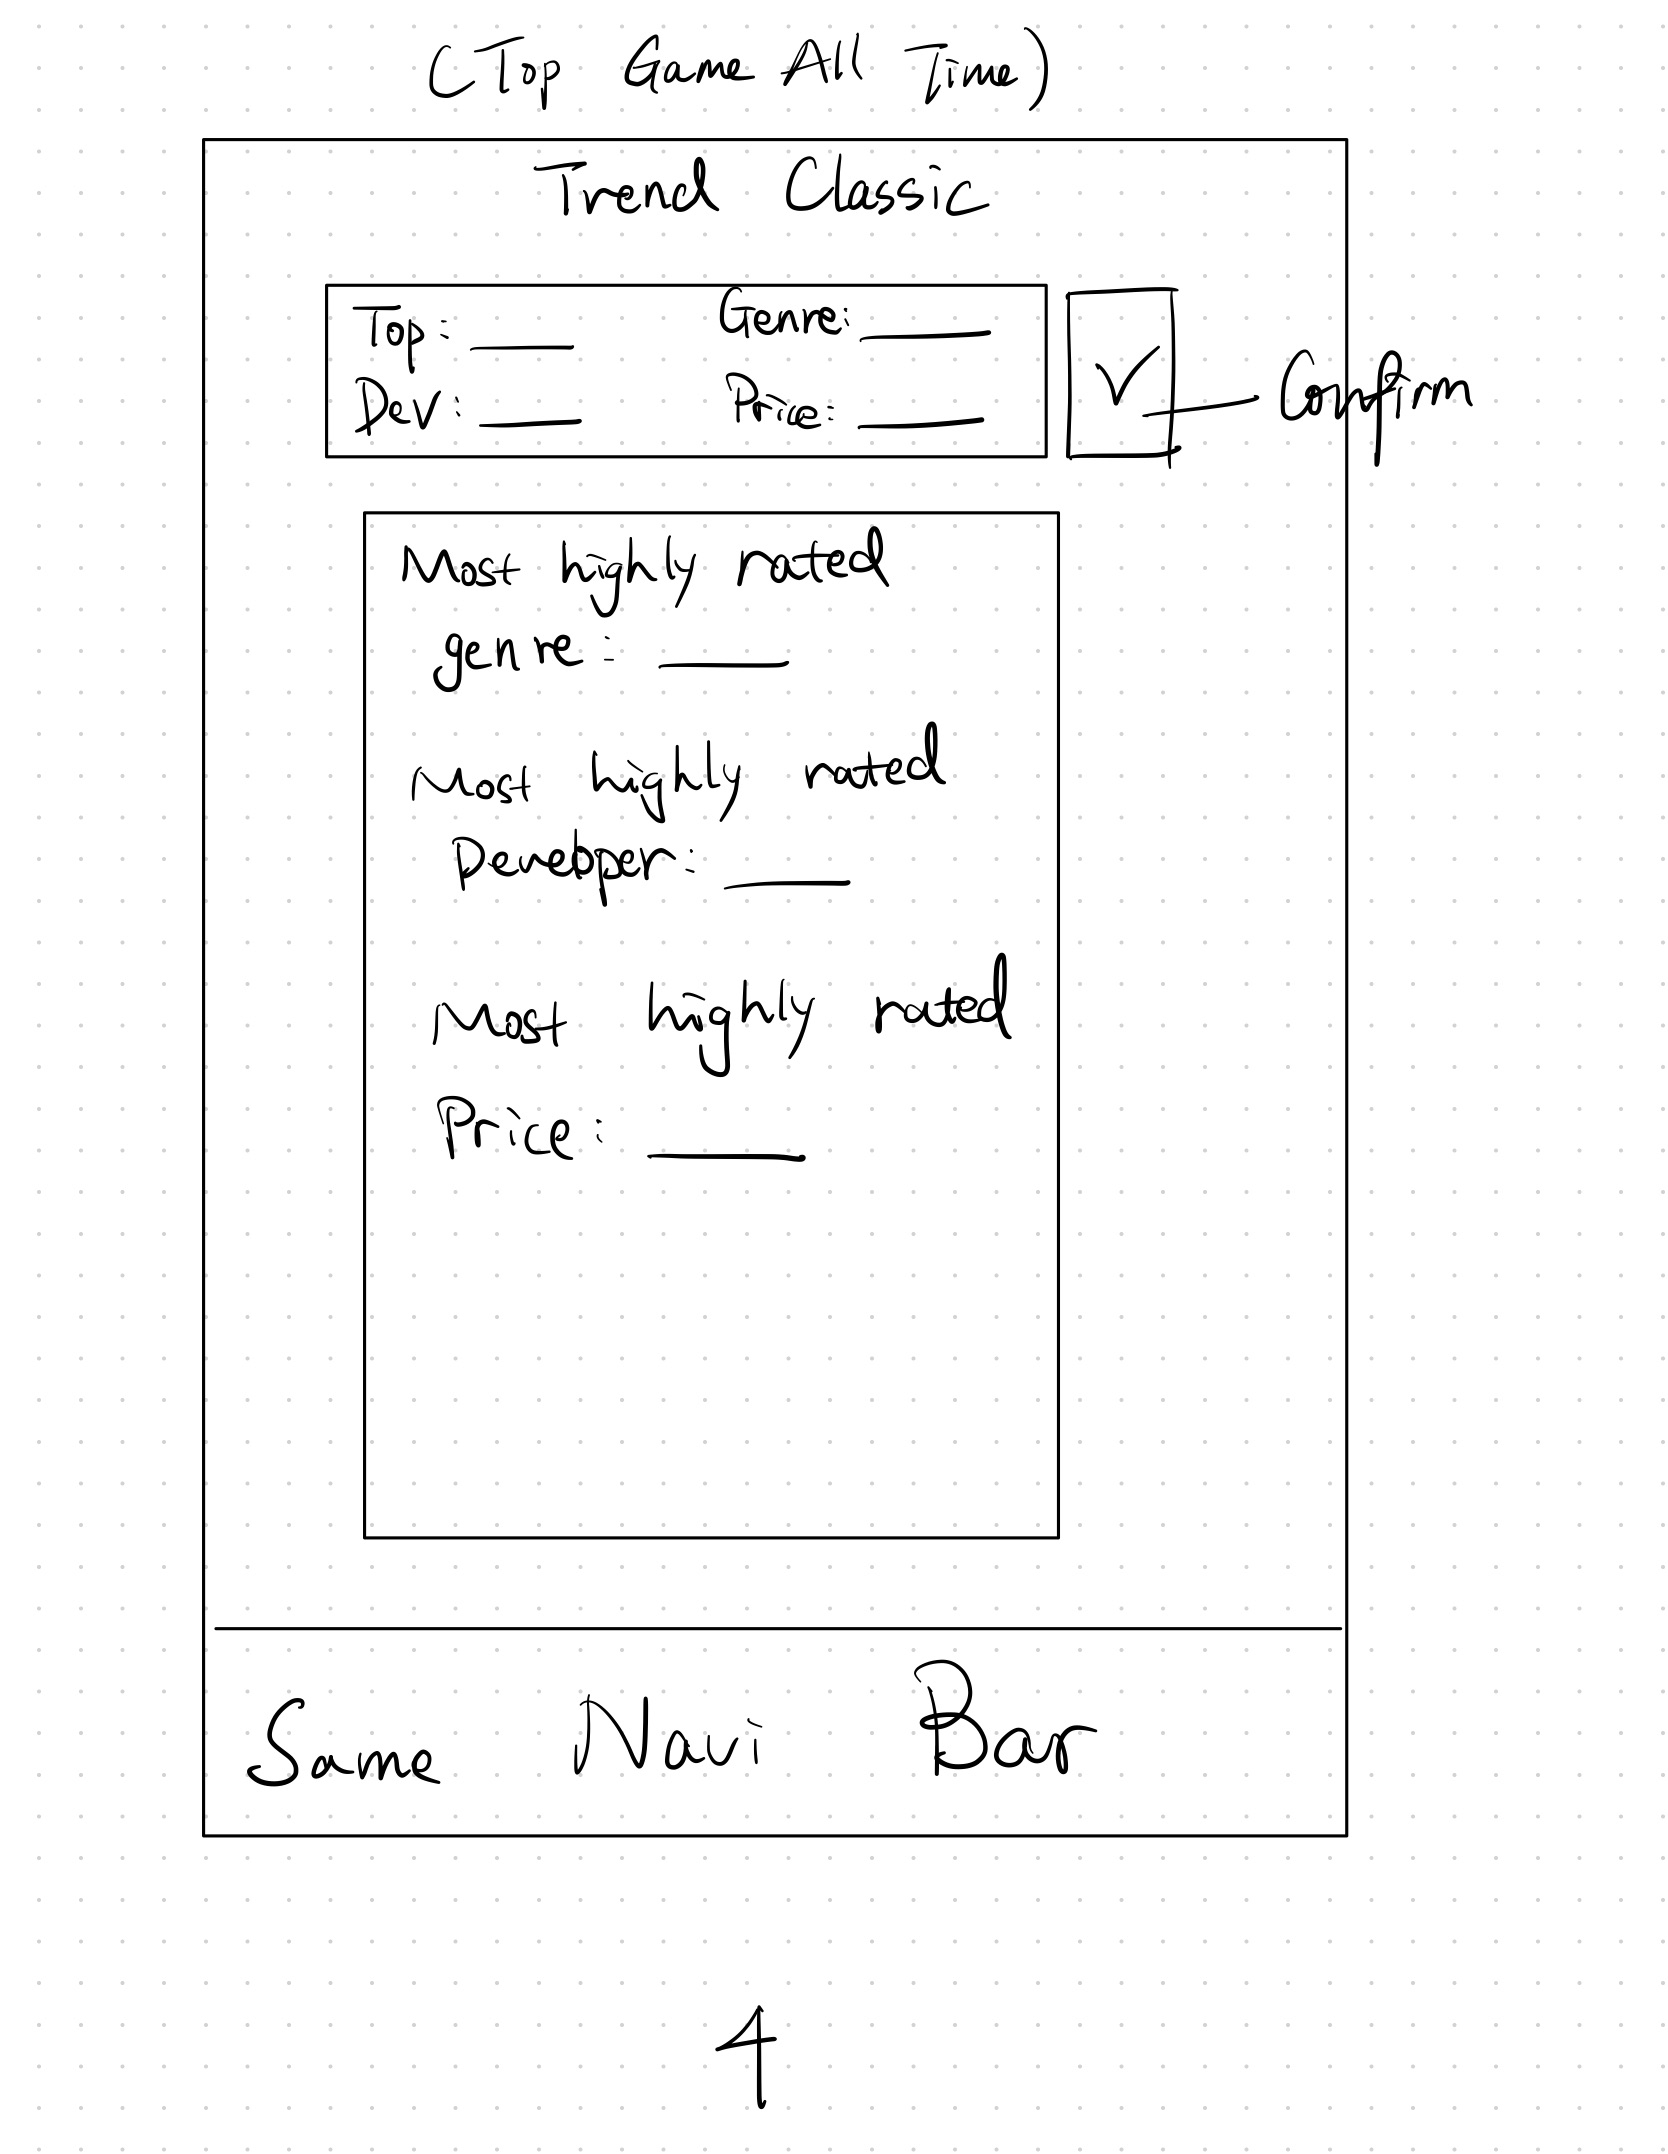 (Top Game All Time)
Trend Classic
Top: ____ Genre: ____
Dev: ____ Price: ____
Confirm
Most highly rated
genre: ____
Most highly rated
Developer: ____
Most highly rated
Price: ____
Same Navi Bar
4